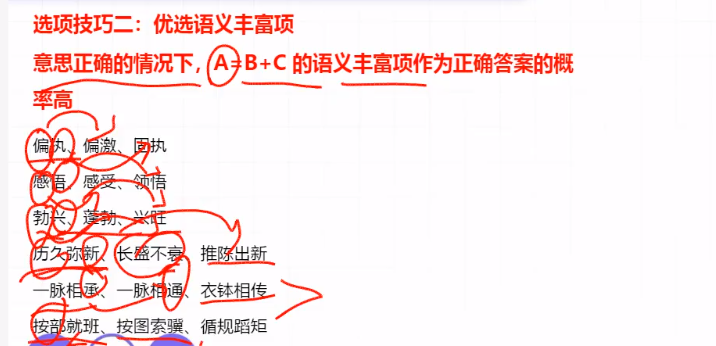 选项技巧二：优选语义丰富项
意思正确的情况下，A=B+C 的语义丰富项作为正确答案的概
率高
偏执、偏激、固执
感悟、感受、领悟
勃兴、蓬勃、兴旺
历久弥新、长盛不衰、推陈出新
一脉相承、一脉相通、衣钵相传
按部就班、按图索骥、循规蹈矩